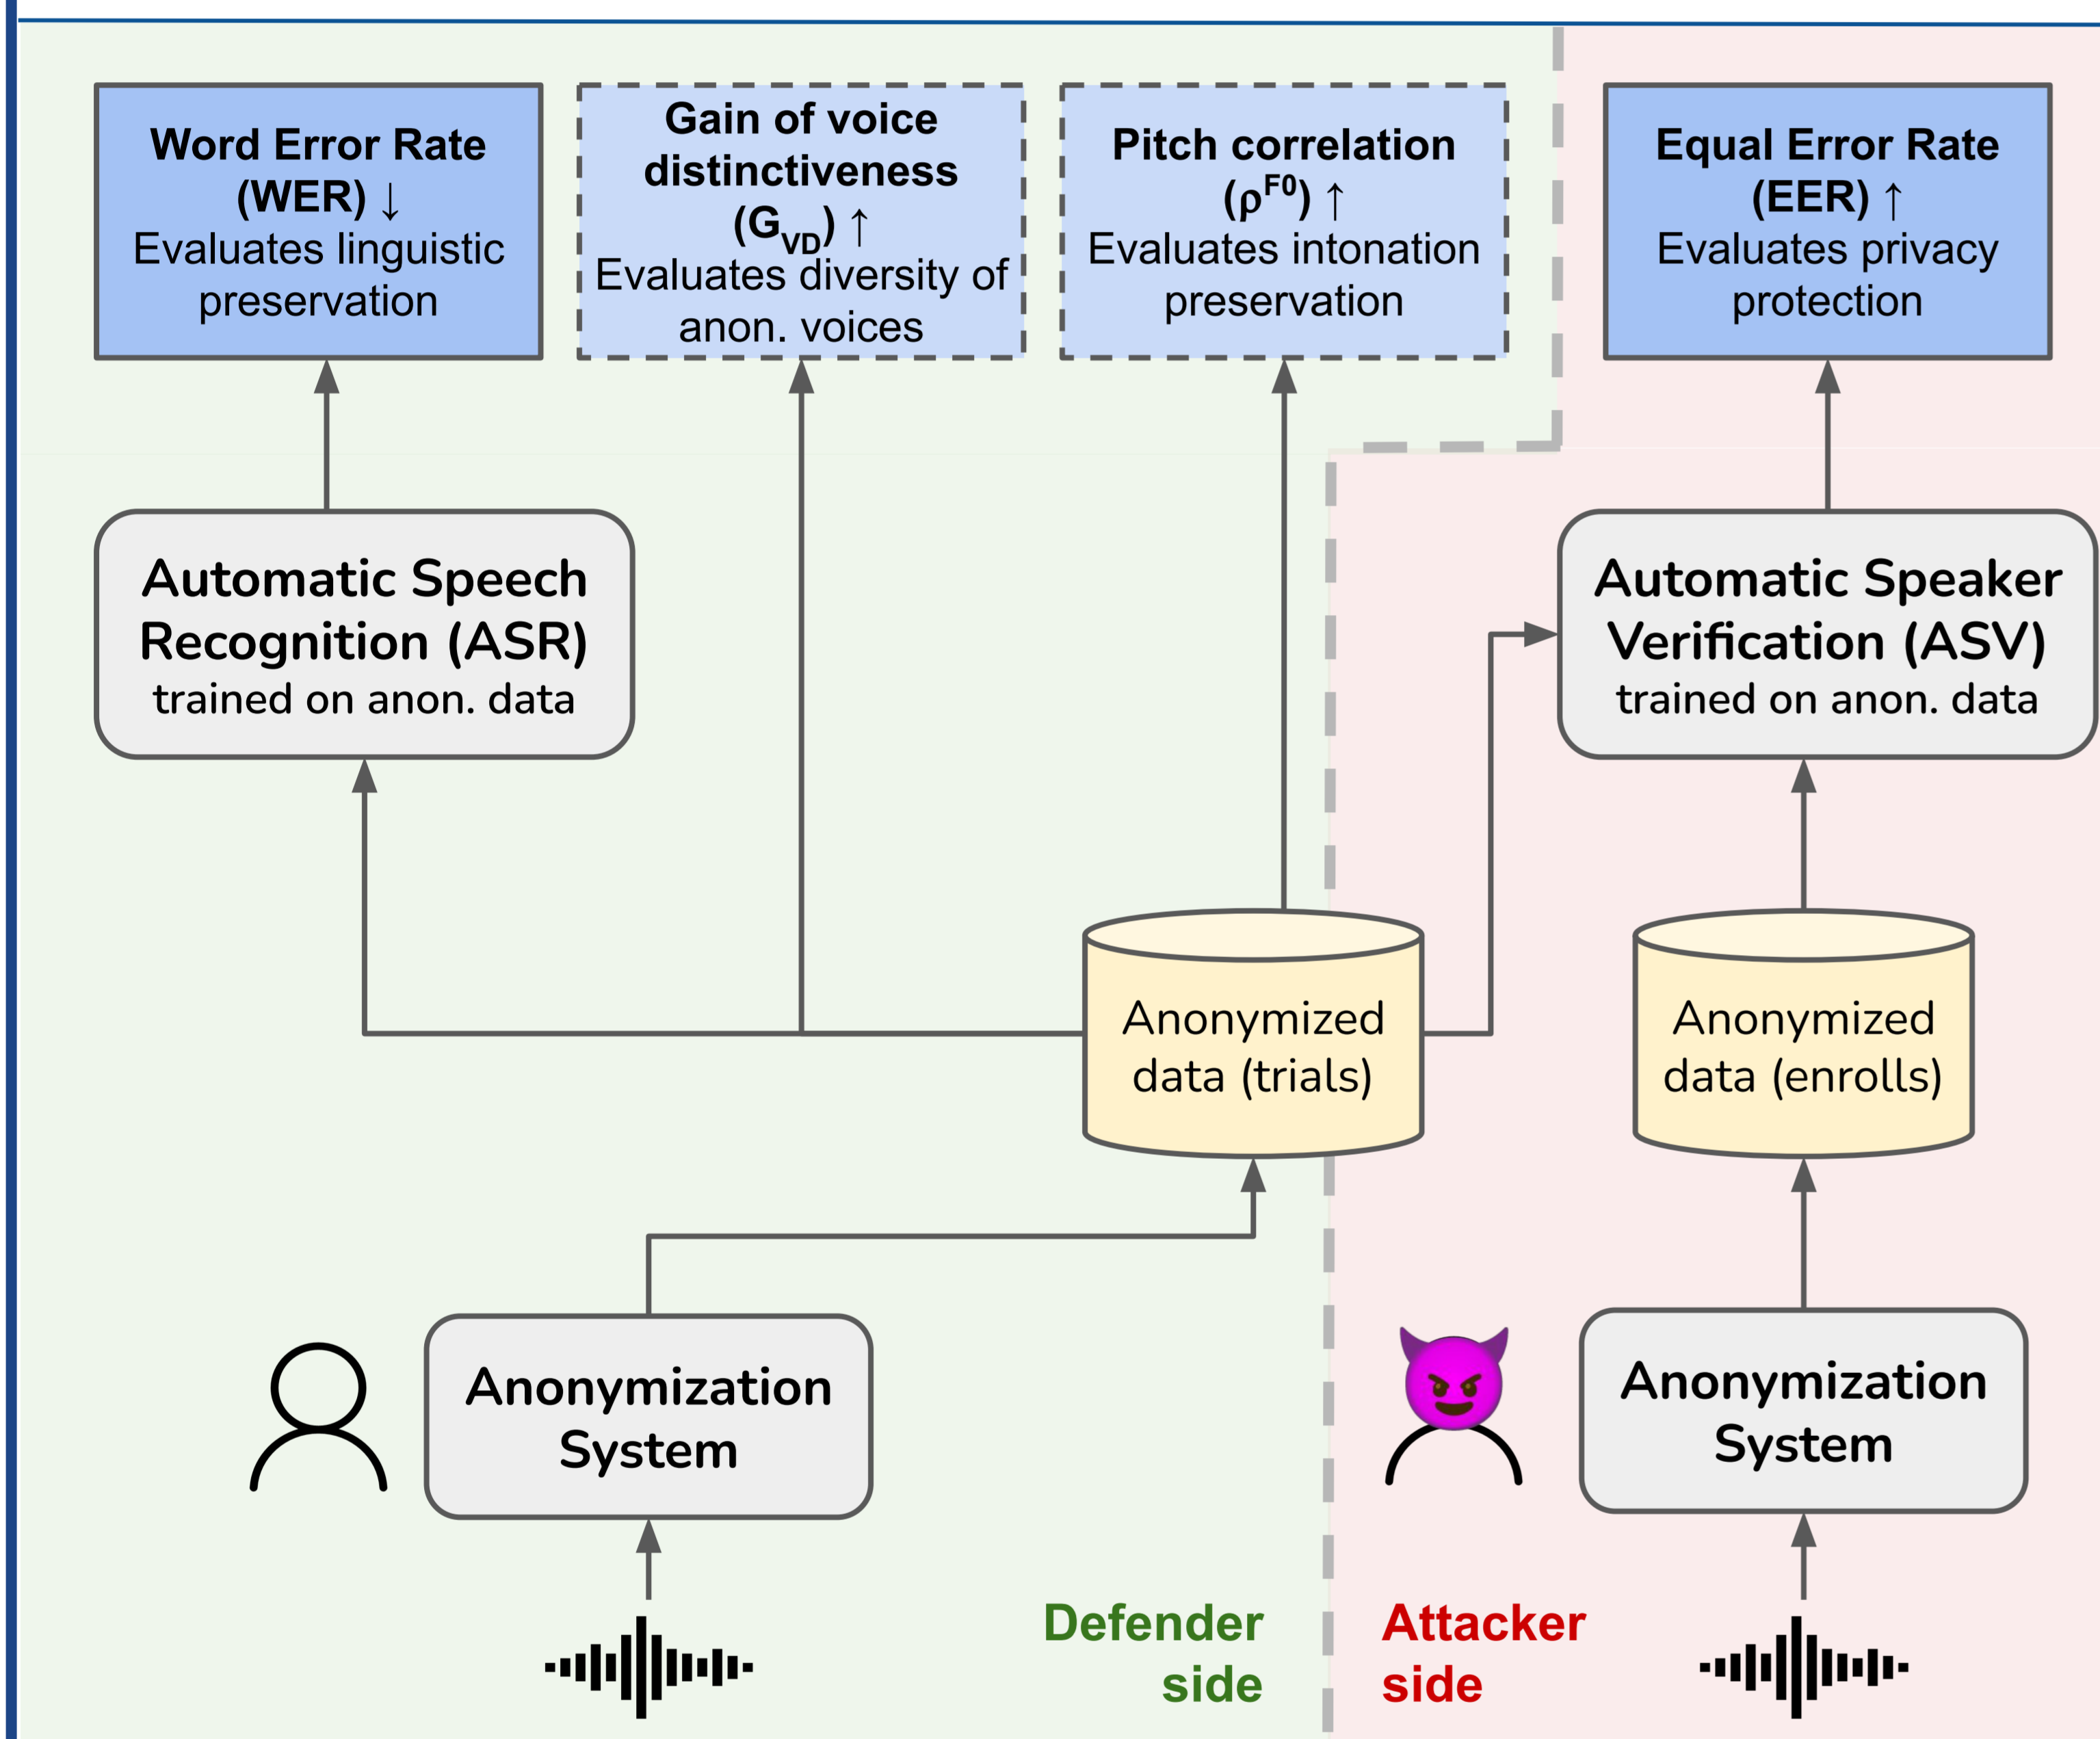 Word Error Rate
(WER) ↓
Evaluates linguistic
preservation
Gain of voice
distinctiveness
(G_VD) ↑
Evaluates diversity of
anon. voices
Pitch correlation
(ρ^F0) ↑
Evaluates intonation
preservation
Equal Error Rate
(EER) ↑
Evaluates privacy
protection
Automatic Speech
Recognition (ASR)
trained on anon. data
Automatic Speaker
Verification (ASV)
trained on anon. data
Anonymized
data (trials)
Anonymized
data (enrolls)
Anonymization
System
Anonymization
System
Defender
side
Attacker
side